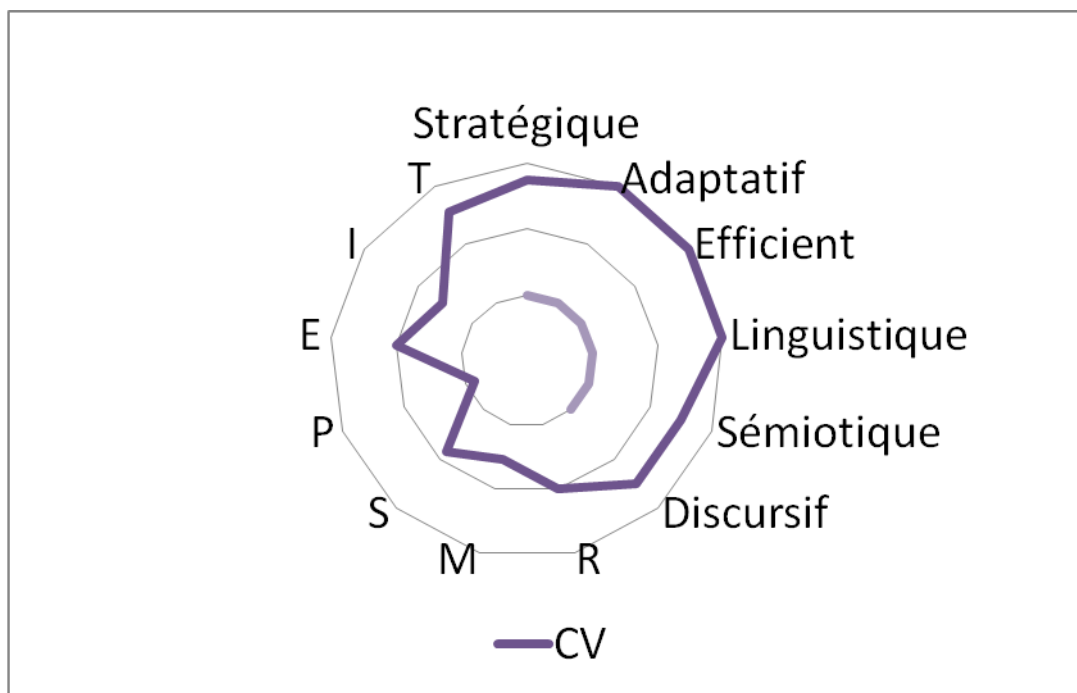 Stratégique
Adaptatif
Efficient
Linguistique
Sémiotique
Discursif
R
M
S
P
E
I
T
CV